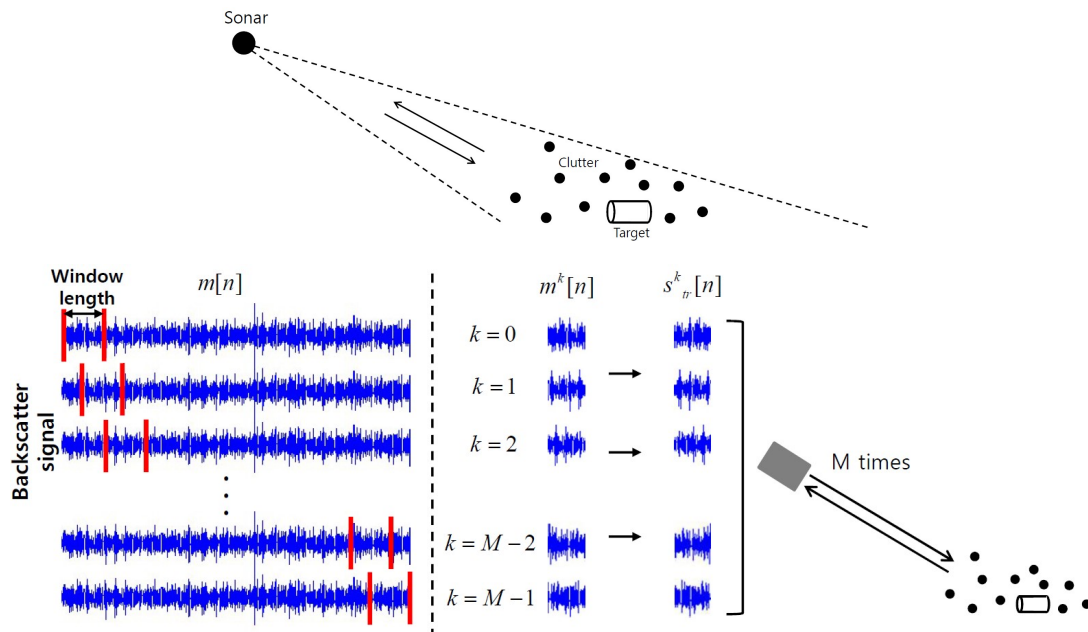 Sonar
Clutter
Target
Window
length
m[n]
m^k[n]
s^k_tr[n]
Backscatter
signal
k = 0
k = 1
k = 2
k = M - 2
k = M - 1
M times